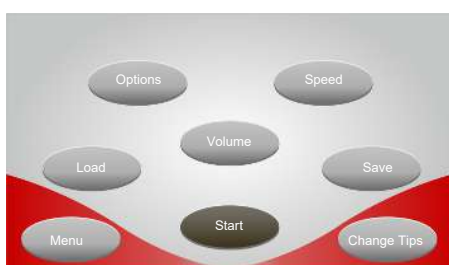 Options
Speed
Volume
Load
Save
Start
Menu
Change Tips